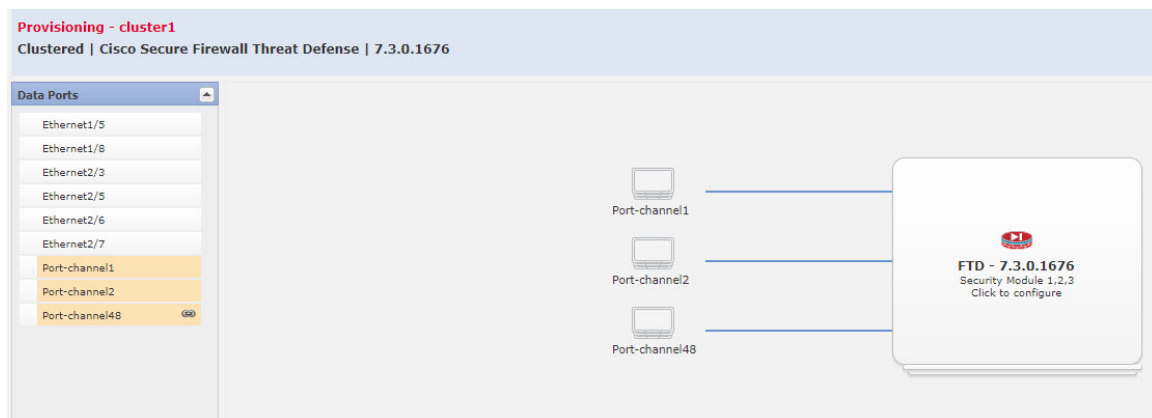 Provisioning - cluster1
Clustered | Cisco Secure Firewall Threat Defense | 7.3.0.1676
Data Ports
Ethernet1/5
Ethernet1/8
Ethernet2/3
Ethernet2/5
Ethernet2/6
Ethernet2/7
Port-channel1
Port-channel2
Port-channel48
Port-channel1
Port-channel2
Port-channel48
FTD - 7.3.0.1676
Security Module 1,2,3
Click to configure